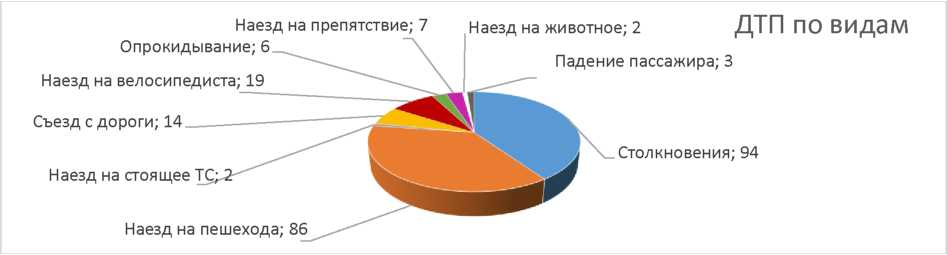 ДТП по видам
Наезд на препятствие; 7
Наезд на животное; 2
Опрокидывание; 6
Падение пассажира; 3
Наезд на велосипедиста; 19
Съезд с дороги; 14
Столкновения; 94
Наезд на стоящее ТС; 2
Наезд на пешехода; 86